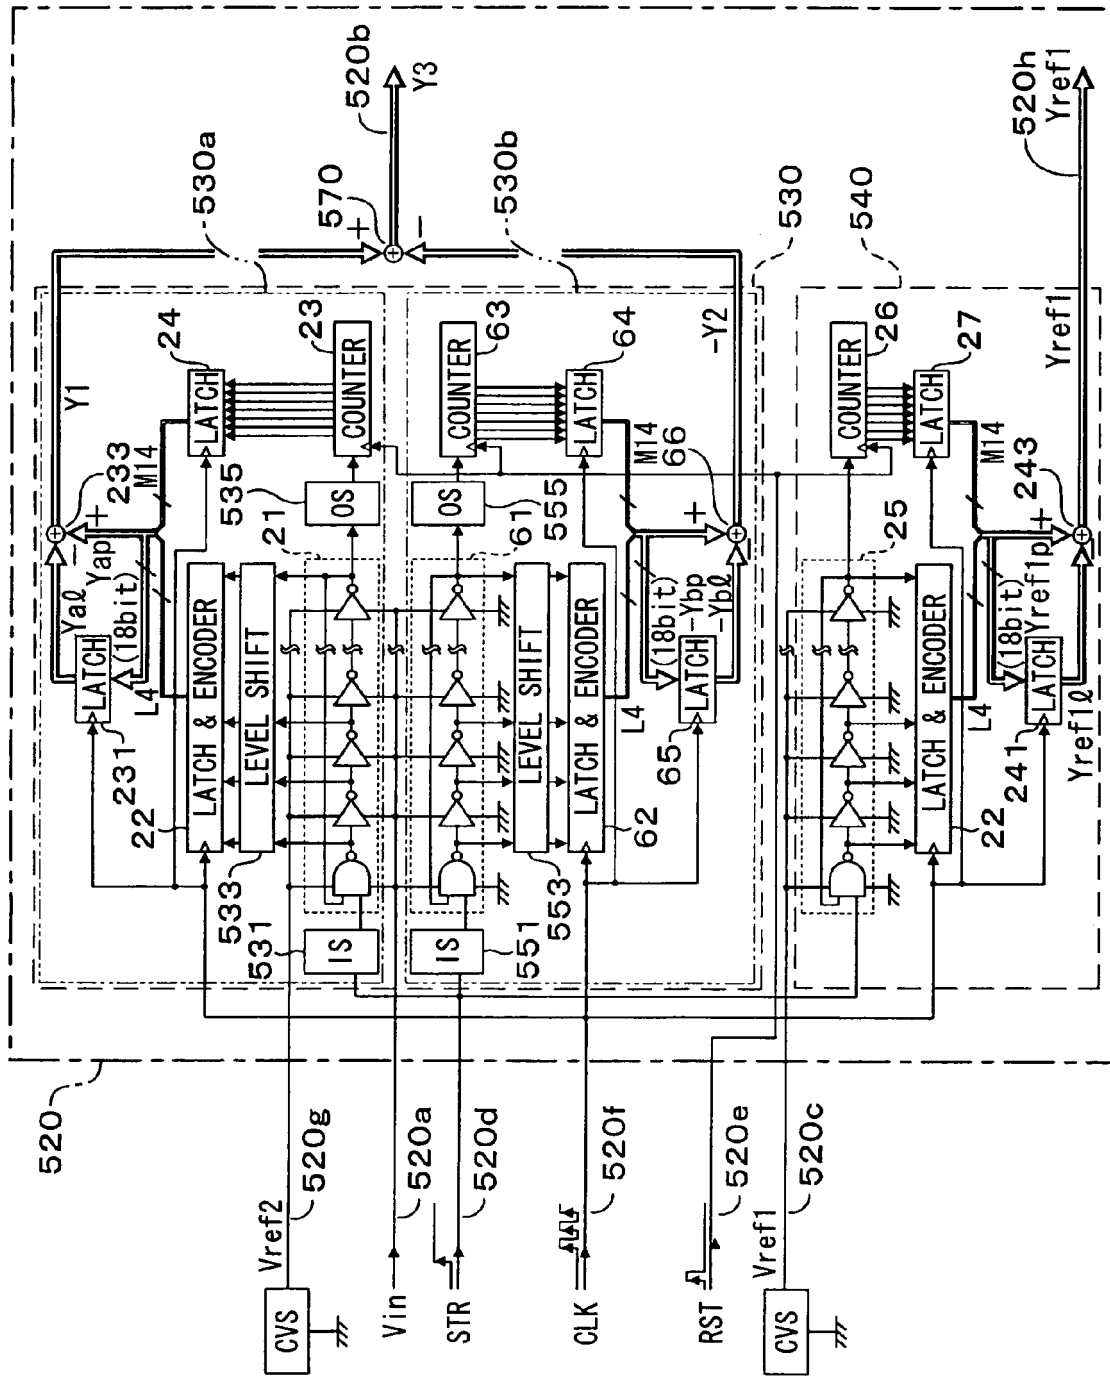 520
CVS
Vref2
520g
Vin
520a
STR
520d
CLK
520f
RST
520e
CVS
Vref1
520c
530a
Y1
233
231
LATCH
Yaℓ
Yap
(18bit)
L4
M14
24
LATCH
22
LATCH & ENCODER
LEVEL SHIFT
533
531
IS
21
OS
535
COUNTER
23
570
+
-
520b
Y3
530b
IS
551
61
OS
555
COUNTER
63
LEVEL SHIFT
553
LATCH & ENCODER
62
L4
M14
LATCH
64
(18bit)
-Ybp
-Ybℓ
65
LATCH
66
+
-
-Y2
530
540
25
COUNTER
26
LATCH & ENCODER
22
L4
M14
LATCH
27
(18bit)
Yref1p
241
LATCH
Yref1ℓ
243
+
-
Yref1
520h
Yref1